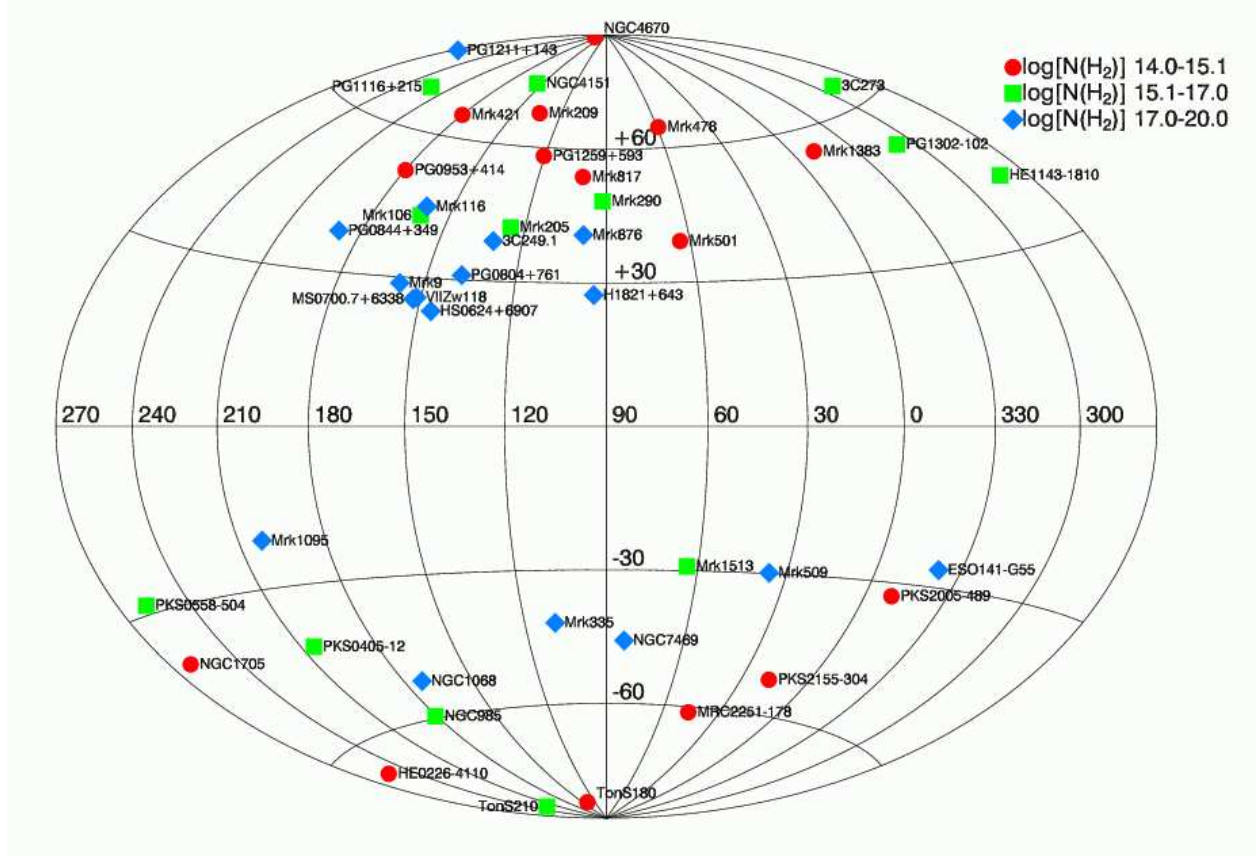 NGC4670
PG1211+143
log[N(H₂)] 14.0-15.1
PG1116+215
NGC4151
3C273
log[N(H₂)] 15.1-17.0
Mrk421
Mrk209
log[N(H₂)] 17.0-20.0
Mrk478
+60
PG1302-102
Mrk1383
PG1259+593
PG0953+414
Mrk817
HE1143-1810
Mrk290
Mrk116
Mrk106
PG0844+349
Mrk205
Mrk876
3C249.1
Mrk501
PG0804+761
+30
Mrk9
MS0700.7+6338
VIIZw118
H1821+643
HS0624+6907
270 240 210 180 150 120 90 60 30 0 330 300
Mrk1095
-30
Mrk1513
Mrk509
ESO141-G55
PKS2005-489
PKS0558-504
Mrk335
NGC7469
PKS0405-12
NGC1705
NGC1068
PKS2155-304
-60
MRC2251-178
NGC985
HE0226-4110
TonS180
TonS210